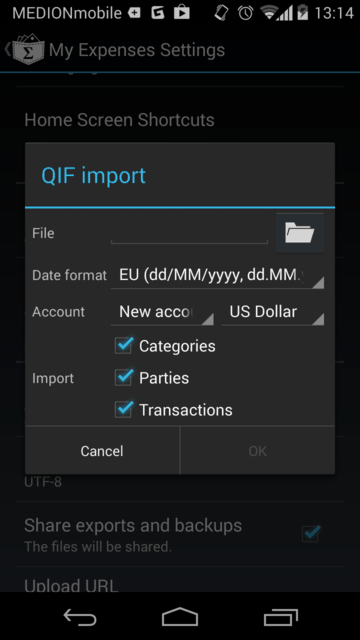 MEDIONmobile 13:14
My Expenses Settings
Home Screen Shortcuts
QIF import
File
Date format EU (dd/MM/yyyy, dd.MM.
Account New acco US Dollar
Categories
Import Parties
Transactions
Cancel OK
UTF-8
Share exports and backups
The files will be shared.
Upload URL